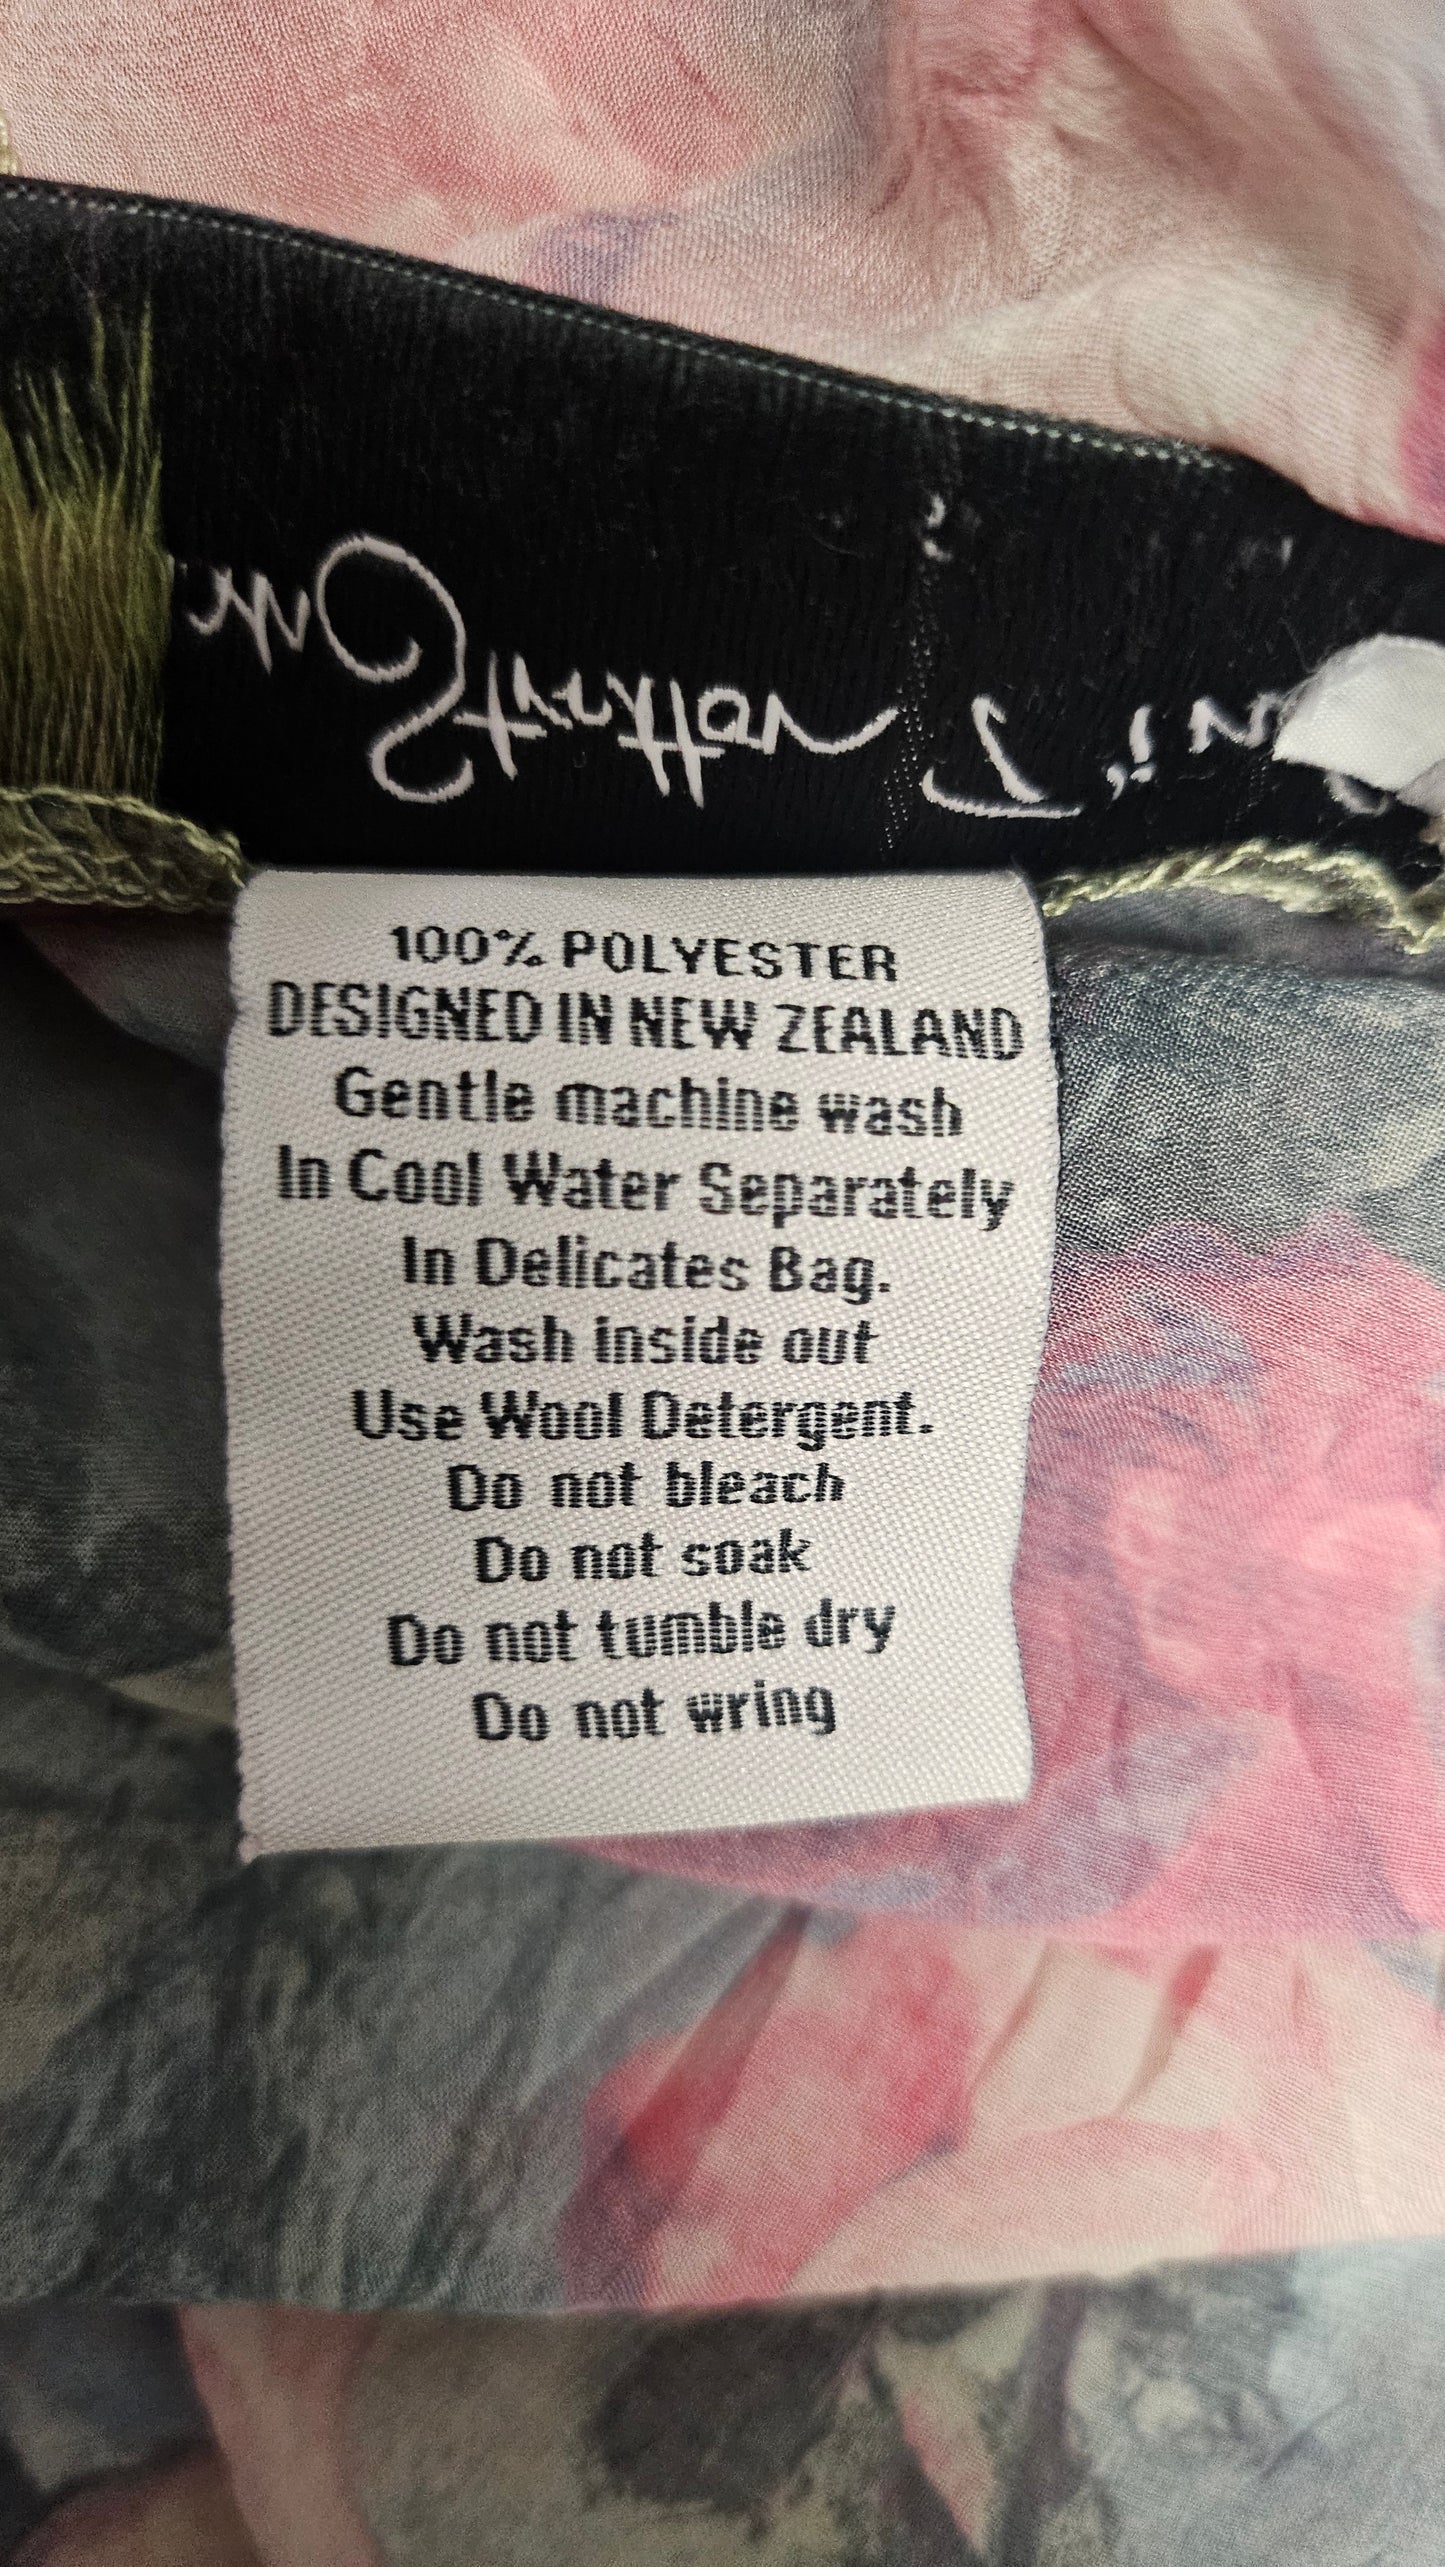 100% POLYESTER
DESIGNED IN NEW ZEALAND
Gentle machine wash
In Cool Water Separately
In Delicates Bag.
Wash inside out
Use Wool Detergent.
Do not bleach
Do not soak
Do not tumble dry
Do not wring